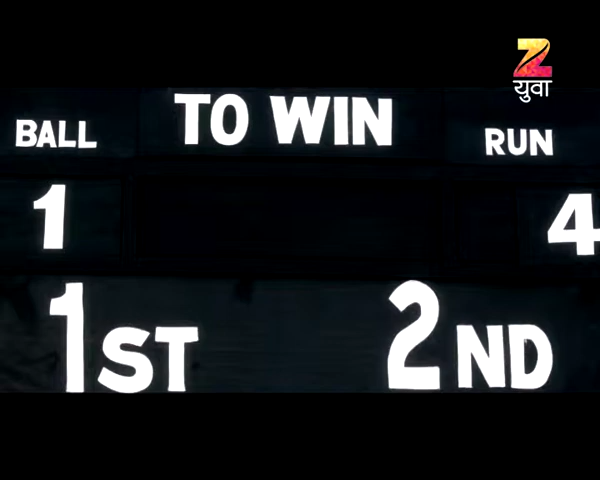 Z
युवा
BALL TO WIN RUN
1 4
1ST 2ND